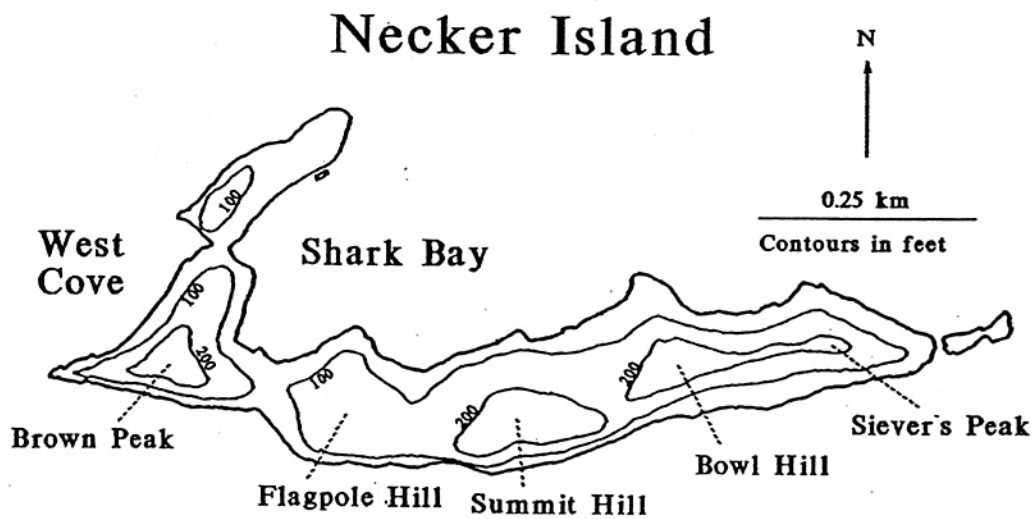 Necker Island
N
0.25 km
Contours in feet
100
West
Cove
Shark Bay
100
200
100
200
200
Brown Peak
Flagpole Hill
Summit Hill
Bowl Hill
Siever's Peak